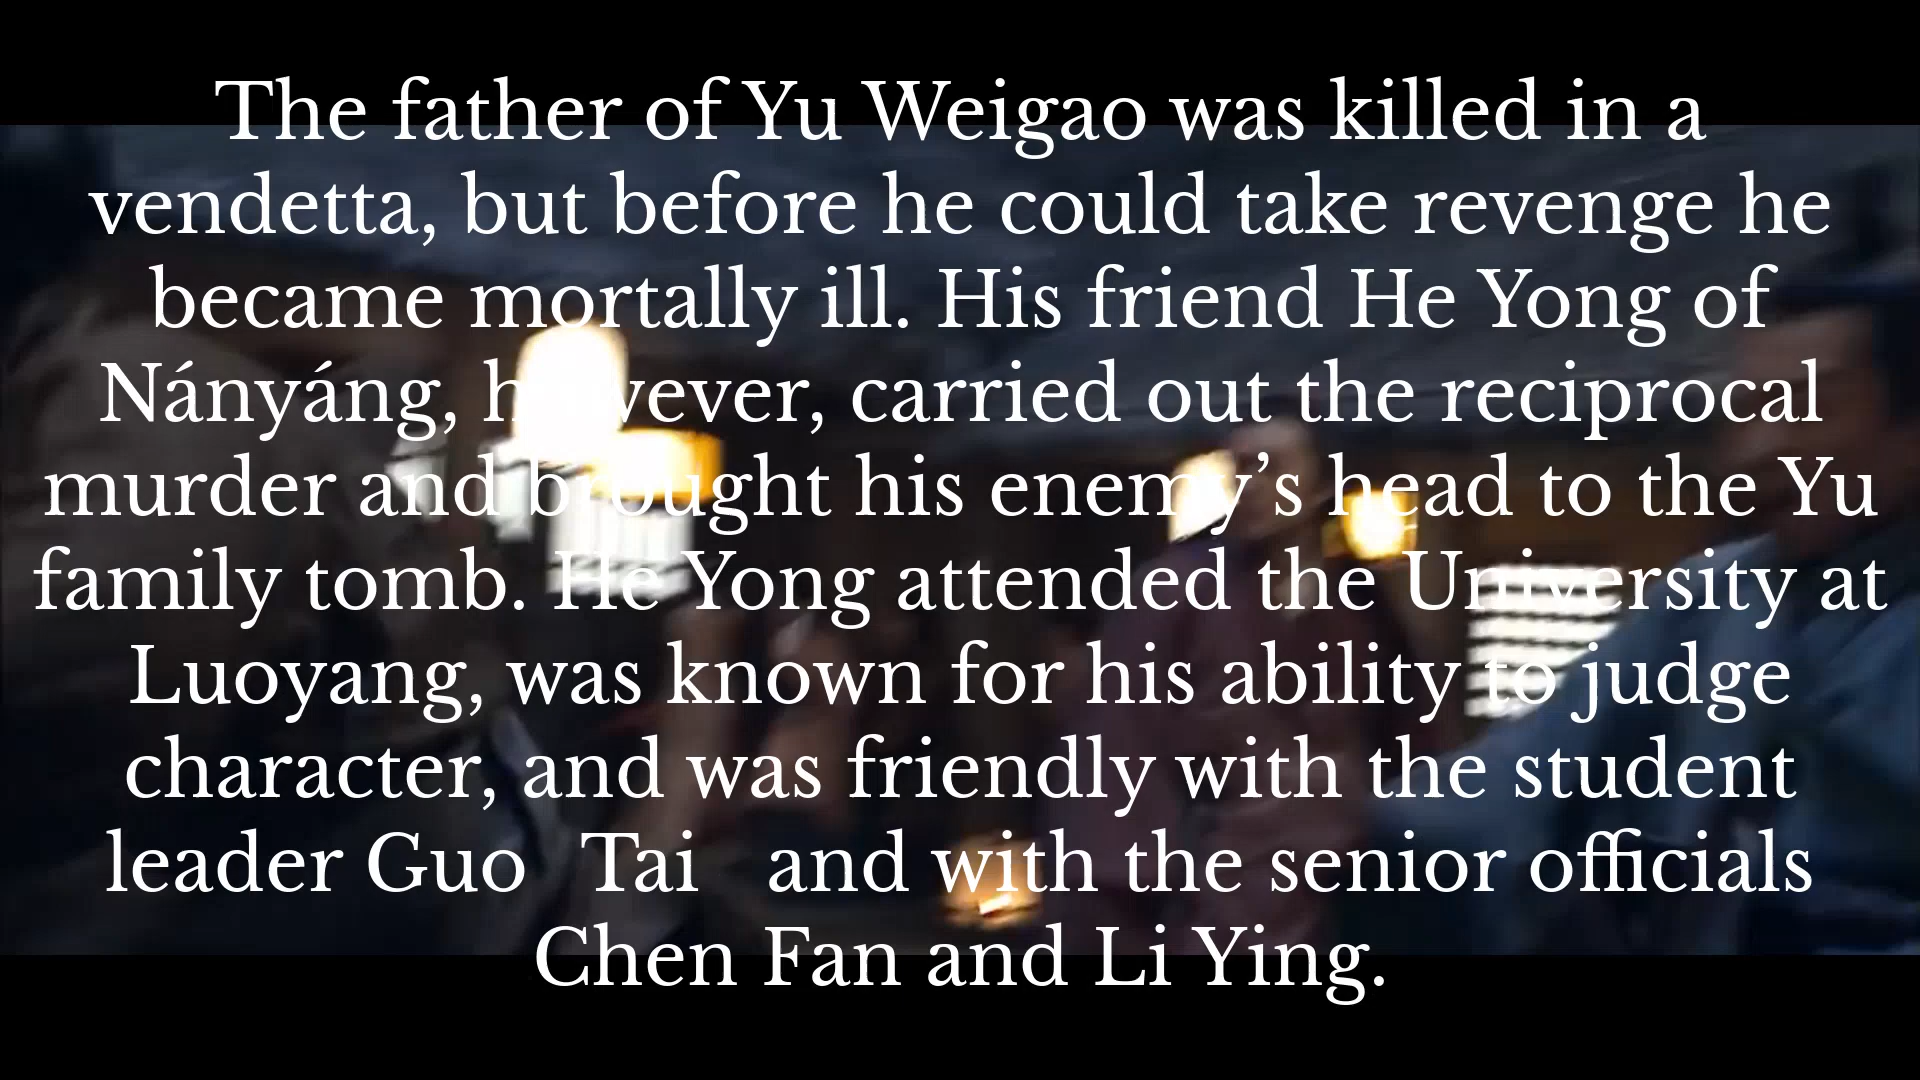 The father of Yu Weigao was killed in a
vendetta, but before he could take revenge he
became mortally ill. His friend He Yong of
Nányáng, however, carried out the reciprocal
murder and brought his enemy’s head to the Yu
family tomb. He Yong attended the University at
Luoyang, was known for his ability to judge
character, and was friendly with the student
leader Guo Tai and with the senior officials
Chen Fan and Li Ying.